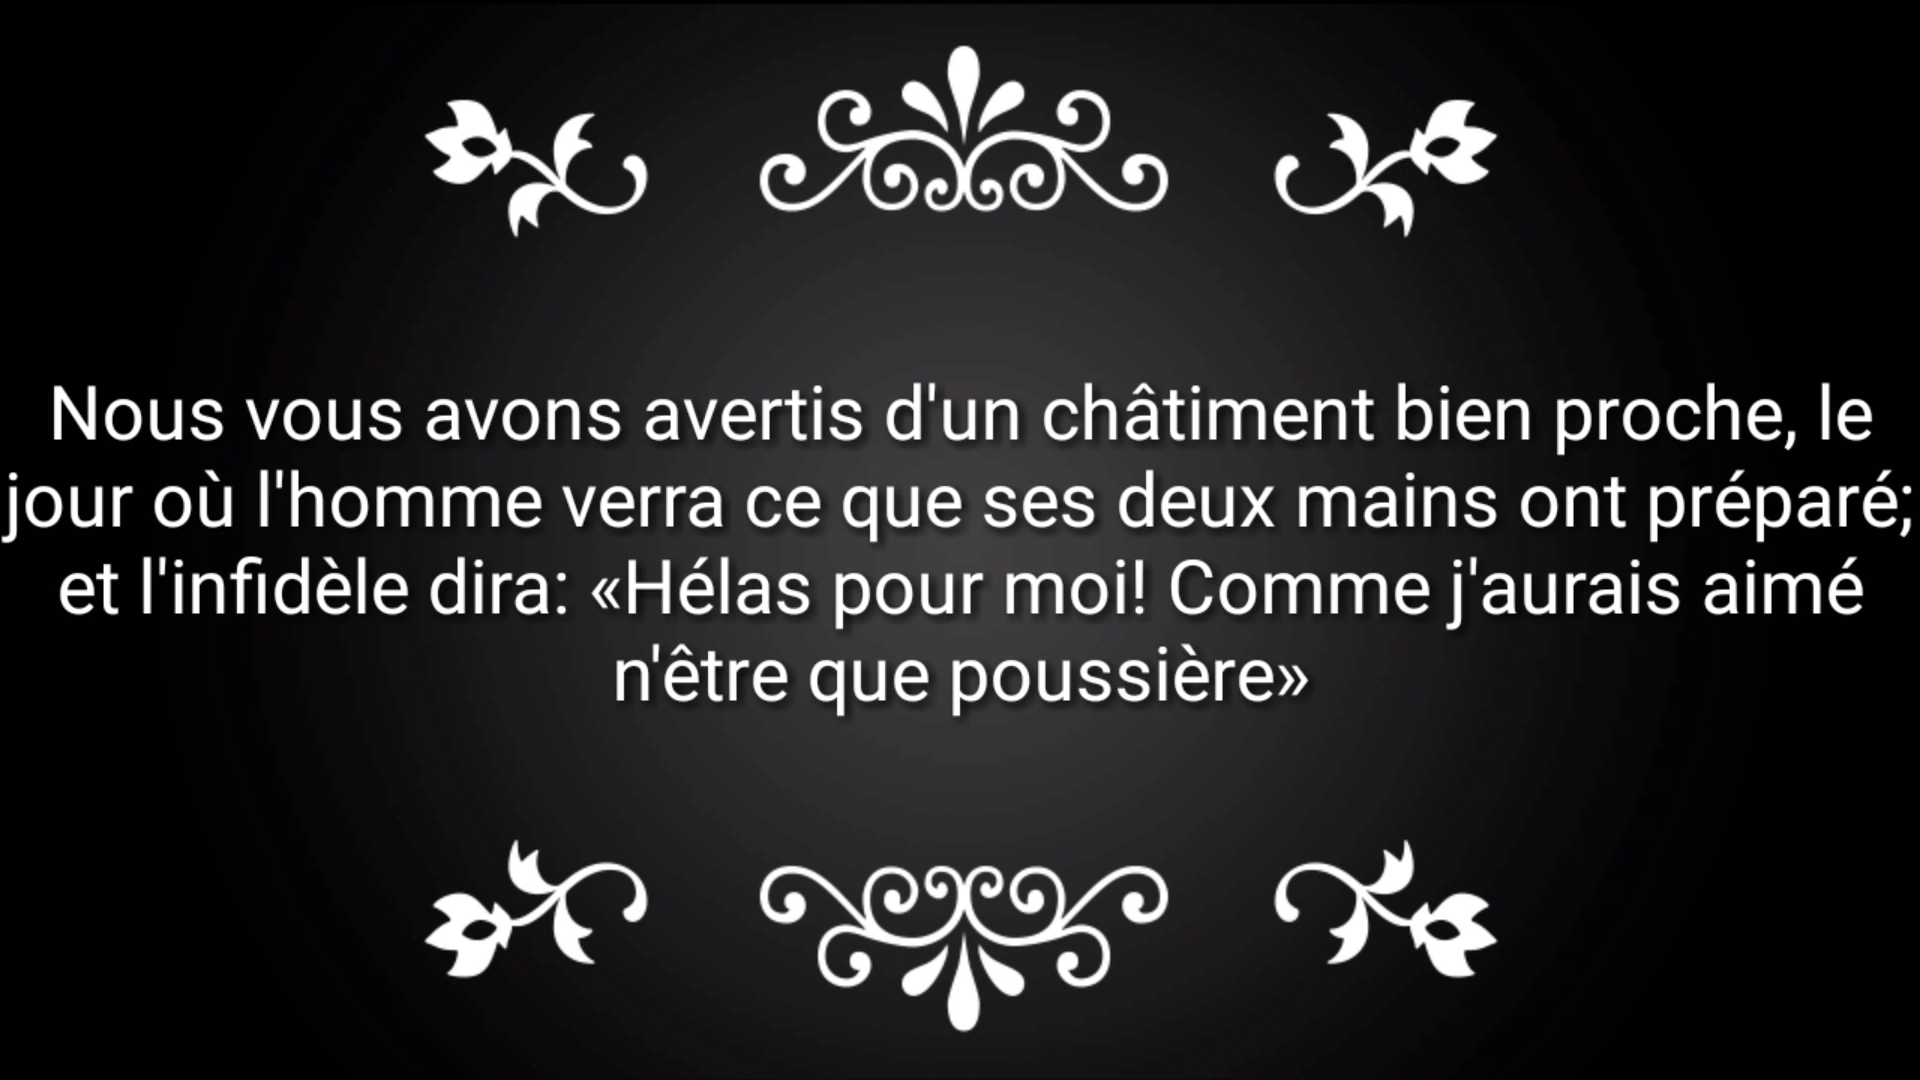 Nous vous avons avertis d'un châtiment bien proche, le
jour où l'homme verra ce que ses deux mains ont préparé;
et l'infidèle dira: «Hélas pour moi! Comme j'aurais aimé
n'être que poussière»